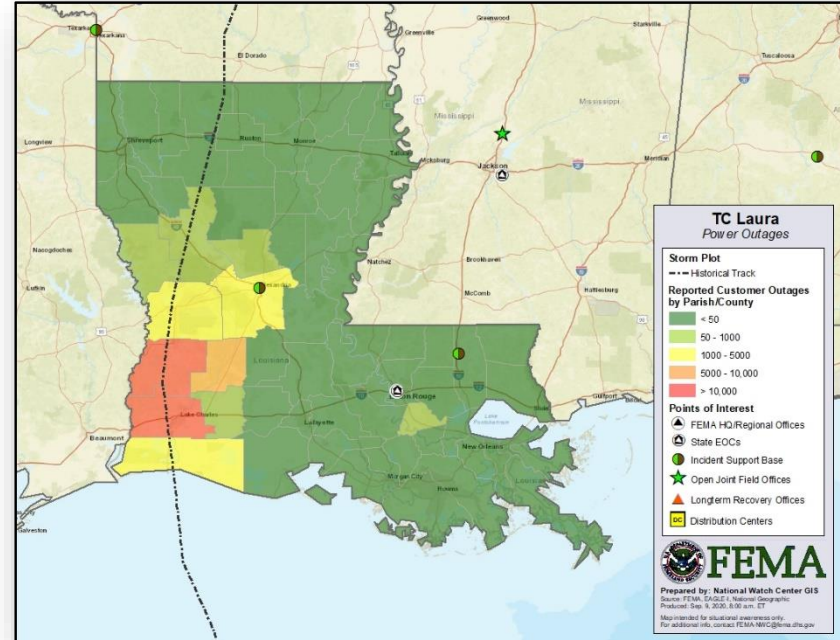 Greenwood
Starkville
Greenville
El Dorado
Tuscaloosa
Mississippi
Mississippi
Longview
Shreveport
Ruston
Monroe
Vicksburg
Jackson
Meridian
Nacogdoches
Natchez
Brookhaven
Lufkin
McComb
Hattiesburg
Louisiana
Baton Rouge
Gulfport
Lake Charles
Lafayette
Beaumont
New Orleans
Morgan City
Houma
Galveston
TC Laura
Power Outages
Storm Plot
Historical Track
Reported Customer Outages
by Parish/County
< 50
50 - 1000
1000 - 5000
5000 - 10,000
> 10,000
Points of Interest
FEMA HQ/Regional Offices
State EOCs
Incident Support Base
Open Joint Field Offices
Longterm Recovery Offices
DC Distribution Centers
FEMA
Prepared by: National Watch Center GIS
Source: FEMA, EAGLE-I, National Geographic
Produced: Sep. 9, 2020, 8:00 a.m. ET
Map intended for situational awareness only.
For additional info, contact FEMA-NWC@fema.dhs.gov